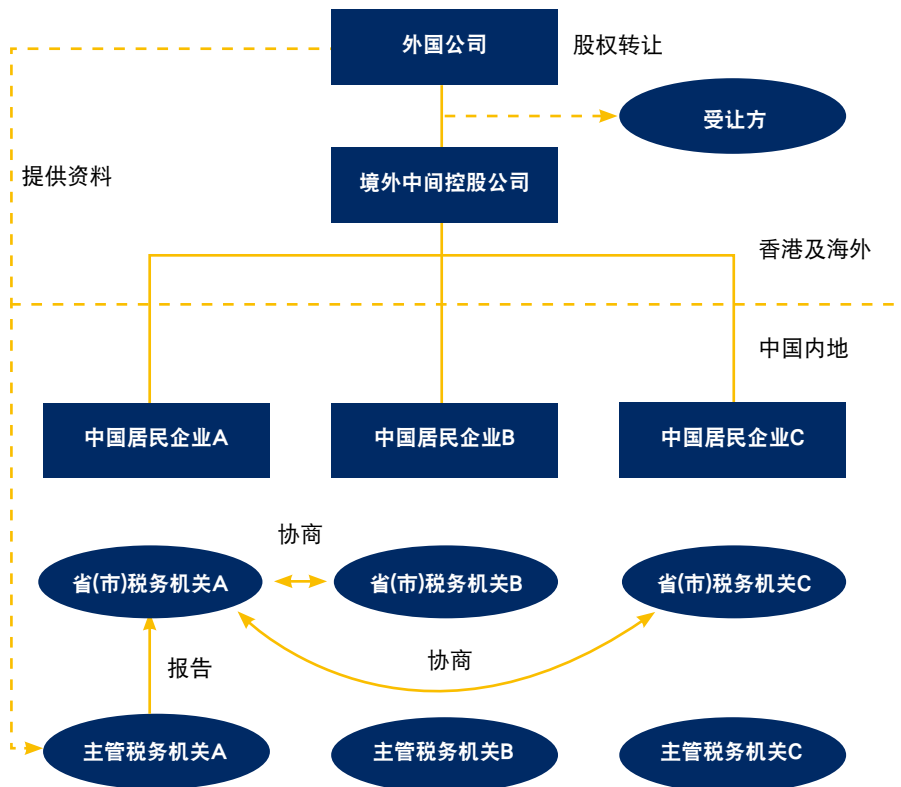 外国公司
股权转让
受让方
提供资料
境外中间控股公司
香港及海外
中国内地
中国居民企业A
中国居民企业B
中国居民企业C
协商
省(市)税务机关A
省(市)税务机关B
省(市)税务机关C
报告
协商
主管税务机关A
主管税务机关B
主管税务机关C